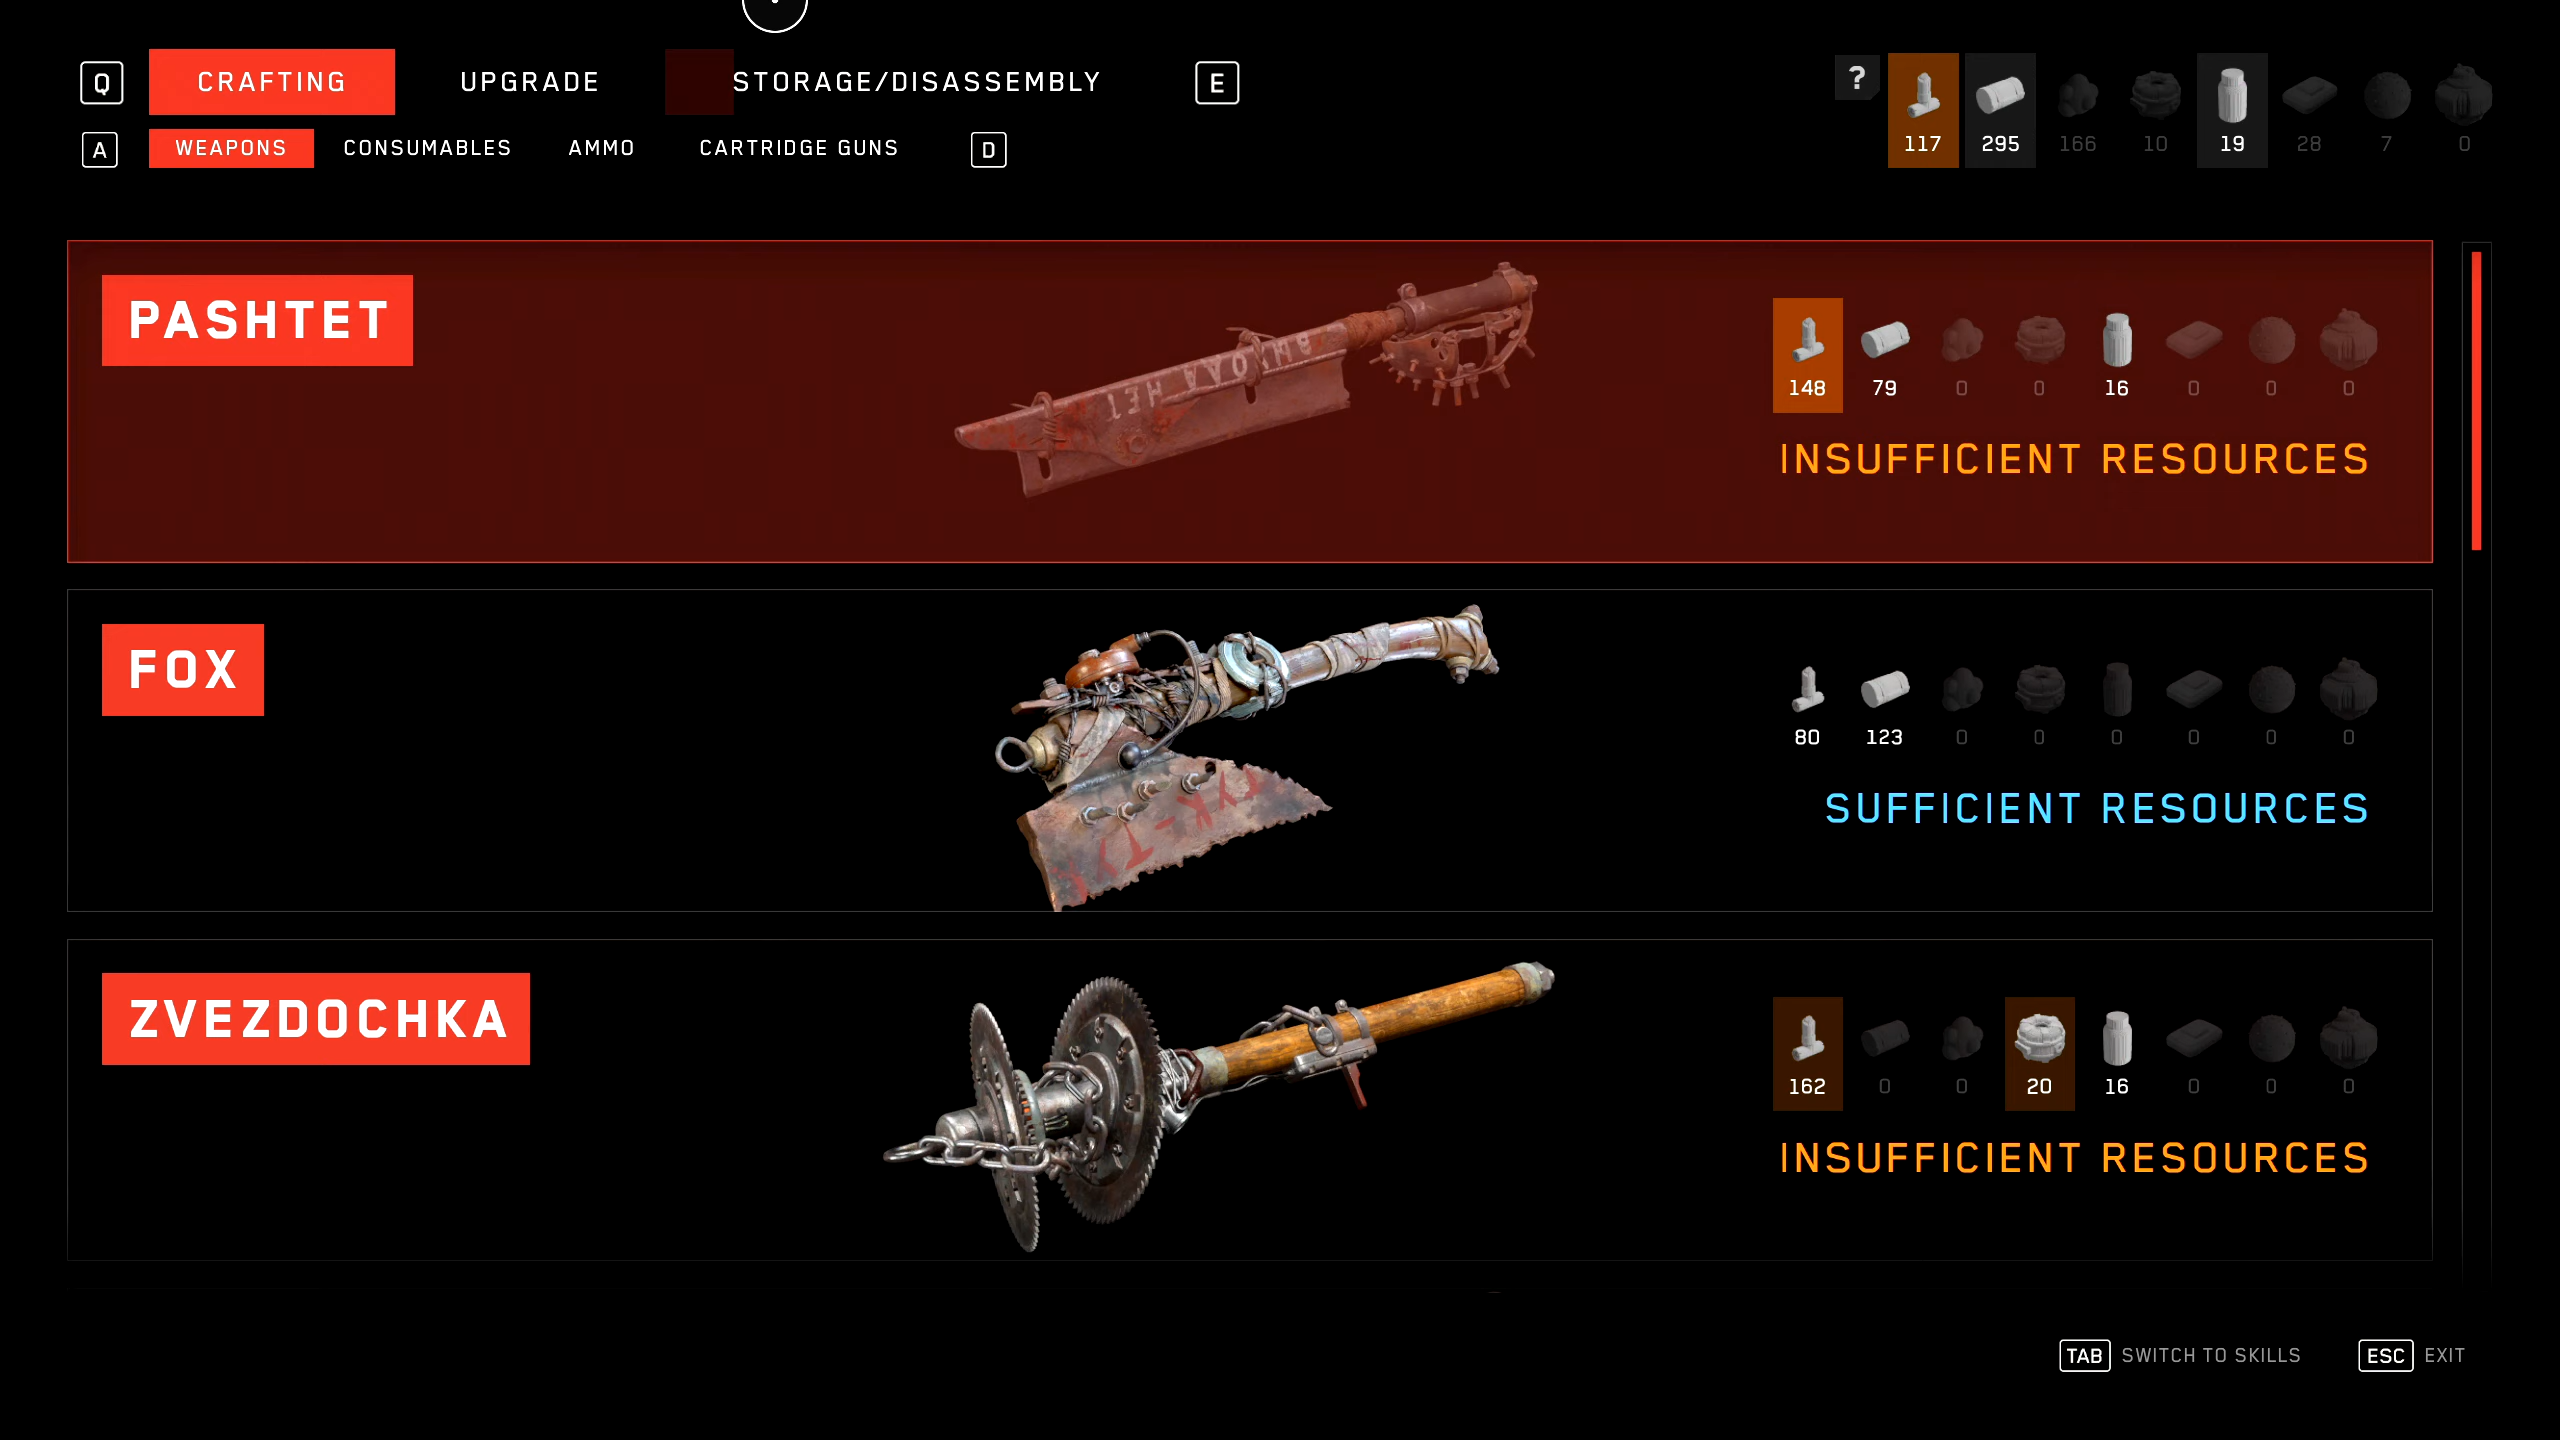 Q CRAFTING UPGRADE STORAGE/DISASSEMBLY E
?
117 295 166 10 19 28 7 0
A WEAPONS CONSUMABLES AMMO CARTRIDGE GUNS D
PASHTET
148 79 0 0 16 0 0 0
INSUFFICIENT RESOURCES
FOX
80 123 0 0 0 0 0 0
SUFFICIENT RESOURCES
ZVEZDOCHKA
162 0 0 20 16 0 0 0
INSUFFICIENT RESOURCES
TAB SWITCH TO SKILLS ESC EXIT